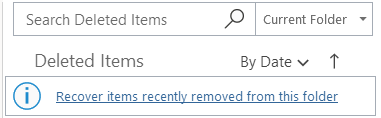 Search Deleted Items Current Folder
Deleted Items By Date
Recover items recently removed from this folder